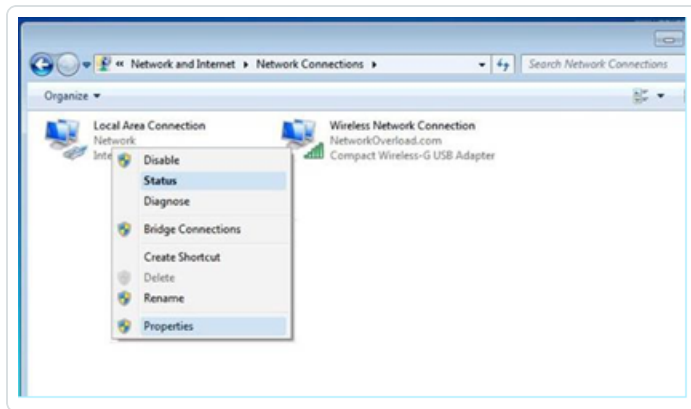 « Network and Internet ▸ Network Connections ▸
Search Network Connections
Organize
Local Area Connection
Network
Wireless Network Connection
NetworkOverload.com
Compact Wireless-G USB Adapter
Disable
Status
Diagnose
Bridge Connections
Create Shortcut
Delete
Rename
Properties